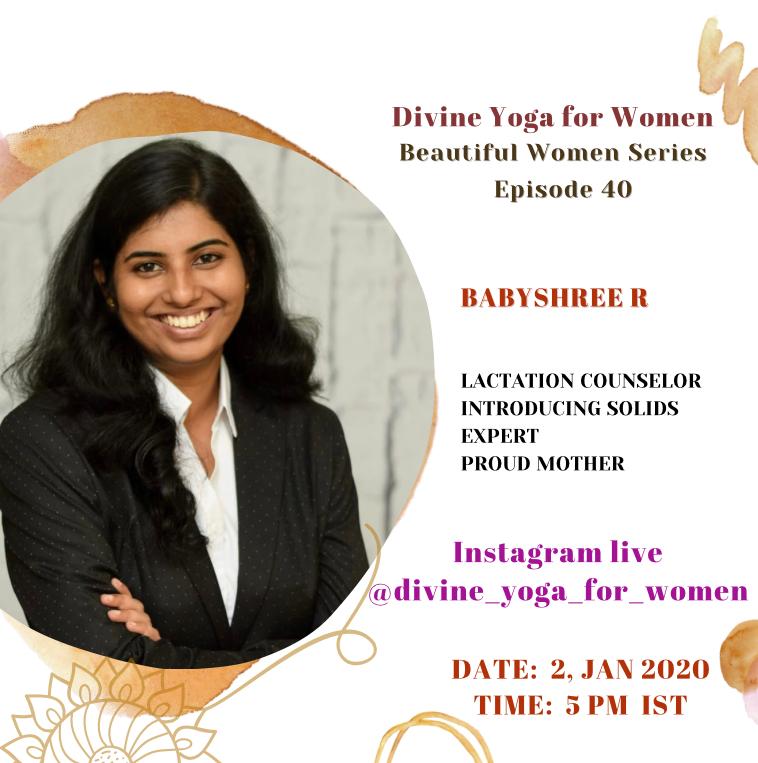 Divine Yoga for Women
Beautiful Women Series
Episode 40
BABYSHREE R
LACTATION COUNSELOR
INTRODUCING SOLIDS
EXPERT
PROUD MOTHER
Instagram live
@divine_yoga_for_women
DATE: 2, JAN 2020
TIME: 5 PM IST